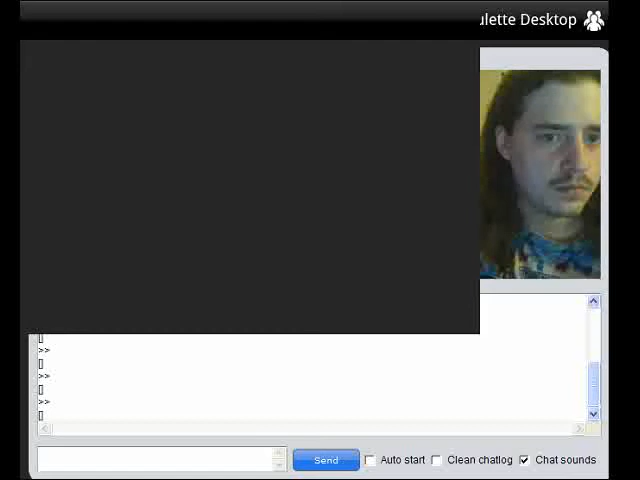 ulette Desktop
[]
>>
[]
>>
[]
>>
[]
Send
Auto start
Clean chatlog
Chat sounds